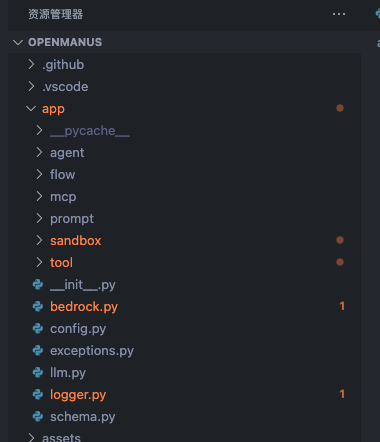 资源管理器 ...
OPENMANUS
.github
.vscode
app
__pycache__
agent
flow
mcp
prompt
sandbox
tool
__init__.py
bedrock.py 1
config.py
exceptions.py
llm.py
logger.py 1
schema.py
assets